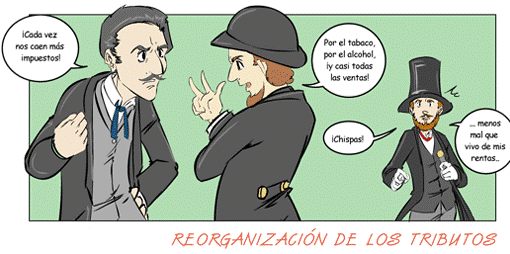 ¡Cada vez
nos caen más
impuestos!
Por el tabaco,
por el alcohol,
¡y casi todas
las ventas!
¡Chispas!
... menos
mal que
vivo de mis
rentas..
REORGANIZACIÓN DE LOS TRIBUTOS